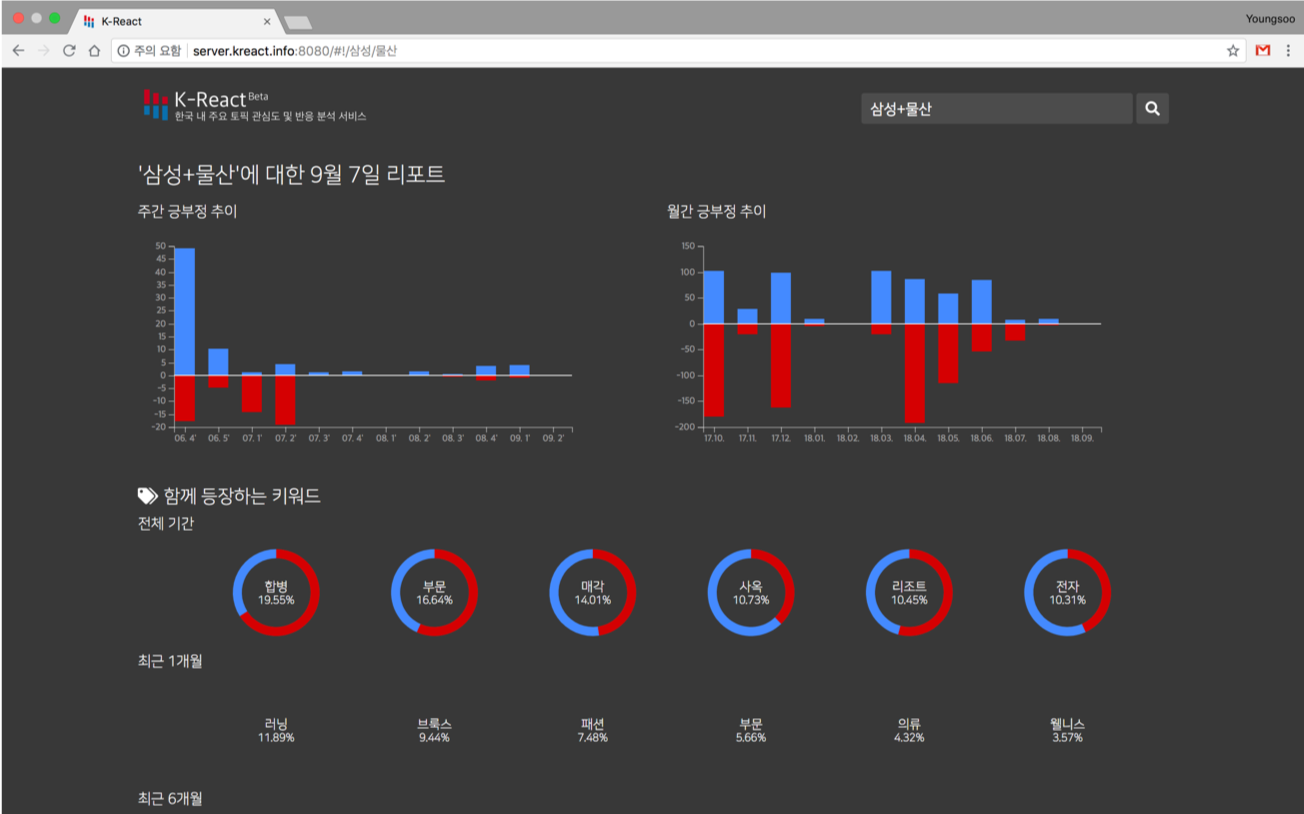 K-React
Youngsoo
주의 요함 server.kreact.info:8080/#!/삼성/물산
K-React Beta
한국 내 주요 토픽 관심도 및 반응 분석 서비스
삼성+물산
'삼성+물산'에 대한 9월 7일 리포트
주간 긍부정 추이
월간 긍부정 추이
50
45
40
35
30
25
20
15
10
5
0
-5
-10
-15
-20
06. 4' 06. 5' 07. 1' 07. 2' 07. 3' 07. 4' 08. 1' 08. 2' 08. 3' 08. 4' 09. 1' 09. 2'
150
100
50
0
-50
-100
-150
-200
17.10. 17.11. 17.12. 18.01. 18.02. 18.03. 18.04. 18.05. 18.06. 18.07. 18.08. 18.09.
함께 등장하는 키워드
전체 기간
합병 부문 매각 사옥 리조트 전자
19.55% 16.64% 14.01% 10.73% 10.45% 10.31%
최근 1개월
러닝 브룩스 패션 부문 의류 웰니스
11.89% 9.44% 7.48% 5.66% 4.32% 3.57%
최근 6개월